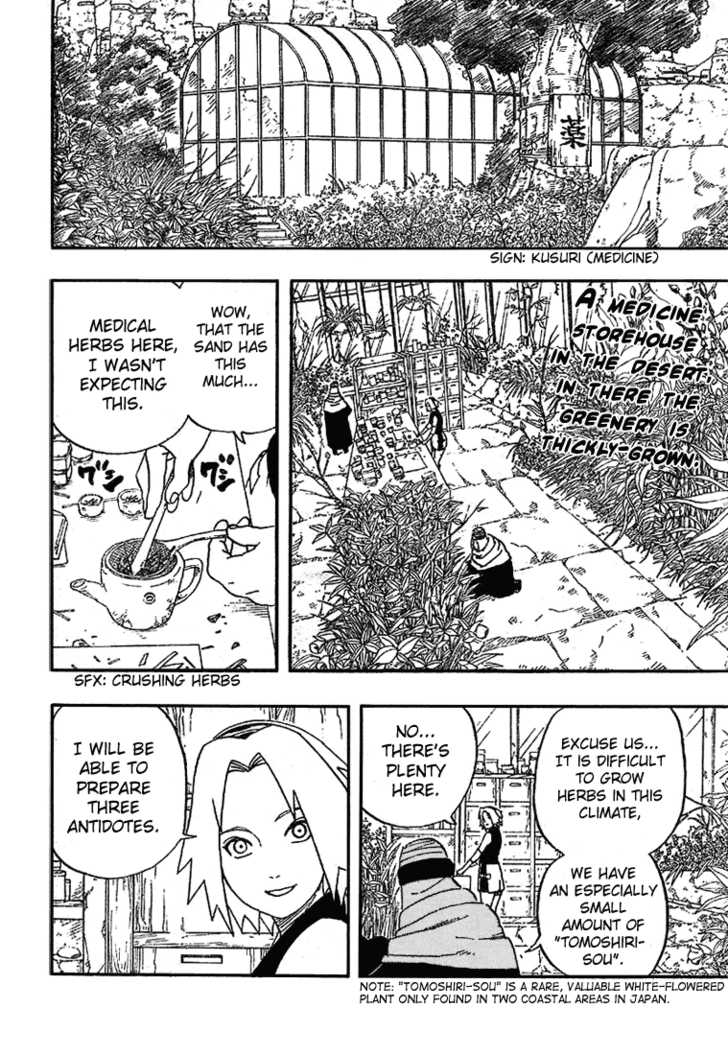 薬
SIGN: KUSURI (MEDICINE)
A MEDICINE
STOREHOUSE
IN THE DESERT,
IN THERE THE
GREENERY IS
THICKLY-GROWN.
WOW,
THAT THE
SAND HAS
THIS
MUCH...
MEDICAL
HERBS HERE,
I WASN'T
EXPECTING
THIS.
グシ
グシ
SFX: CRUSHING HERBS
EXCUSE US...
IT IS DIFFICULT
TO GROW
HERBS IN THIS
CLIMATE,
WE HAVE
AN ESPECIALLY
SMALL
AMOUNT OF
"TOMOSHIRI-
SOU".
NO...
THERE'S
PLENTY
HERE.
NOTE: "TOMOSHIRI-SOU" IS A RARE, VALUABLE WHITE-FLOWERED
PLANT ONLY FOUND IN TWO COASTAL AREAS IN JAPAN.
I WILL BE
ABLE TO
PREPARE
THREE
ANTIDOTES.